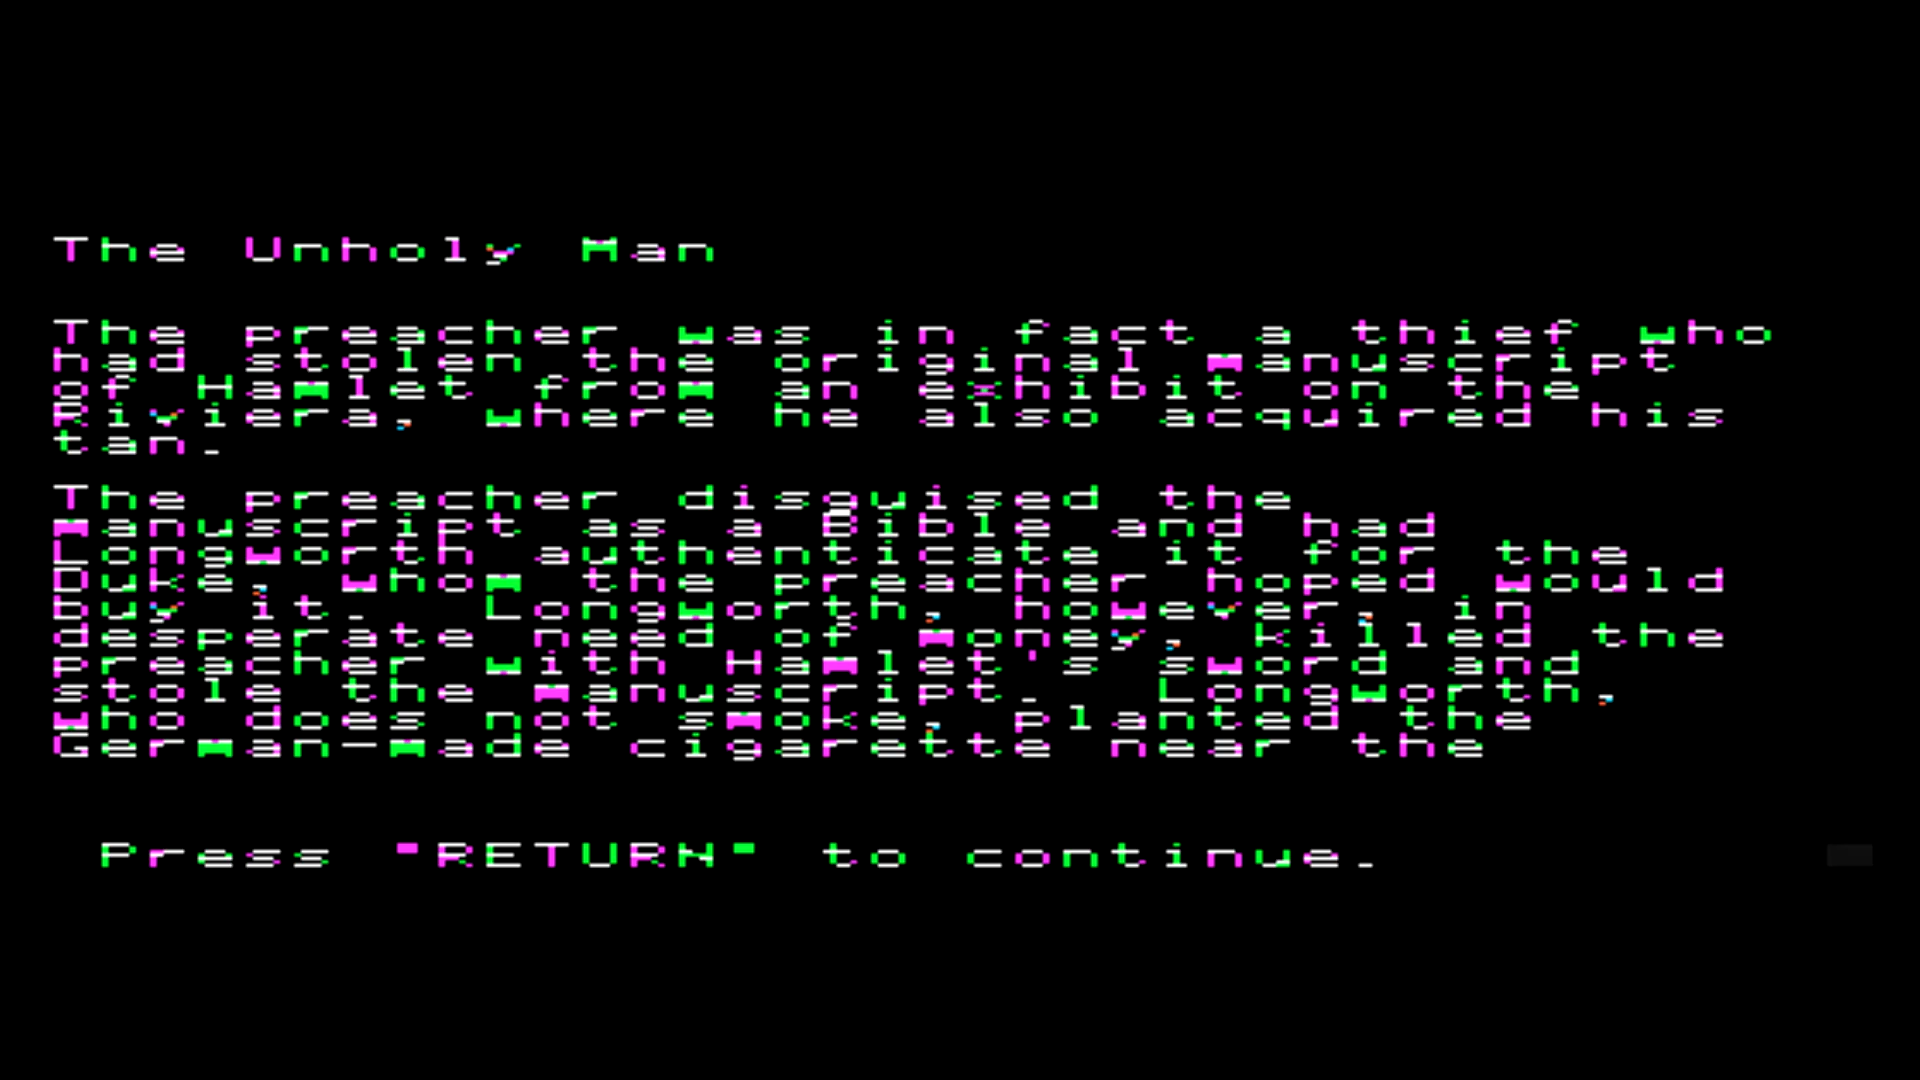 The Unholy Man
The preacher was in fact a thief who
had stolen the original manuscript
of Hamlet from an exhibit on the
Riviera, where he also acquired his
tan.
The preacher disguised the
manuscript as a Bible and had
Longworth authenticate it for the
Duke, whom the preacher hoped would
buy it.  Longworth, however, in
desperate need of money, killed the
preacher with Hamlet's sword and
stole the manuscript.  Longworth,
who does not smoke, planted the
German-made cigarette near the
Press "RETURN" to continue.